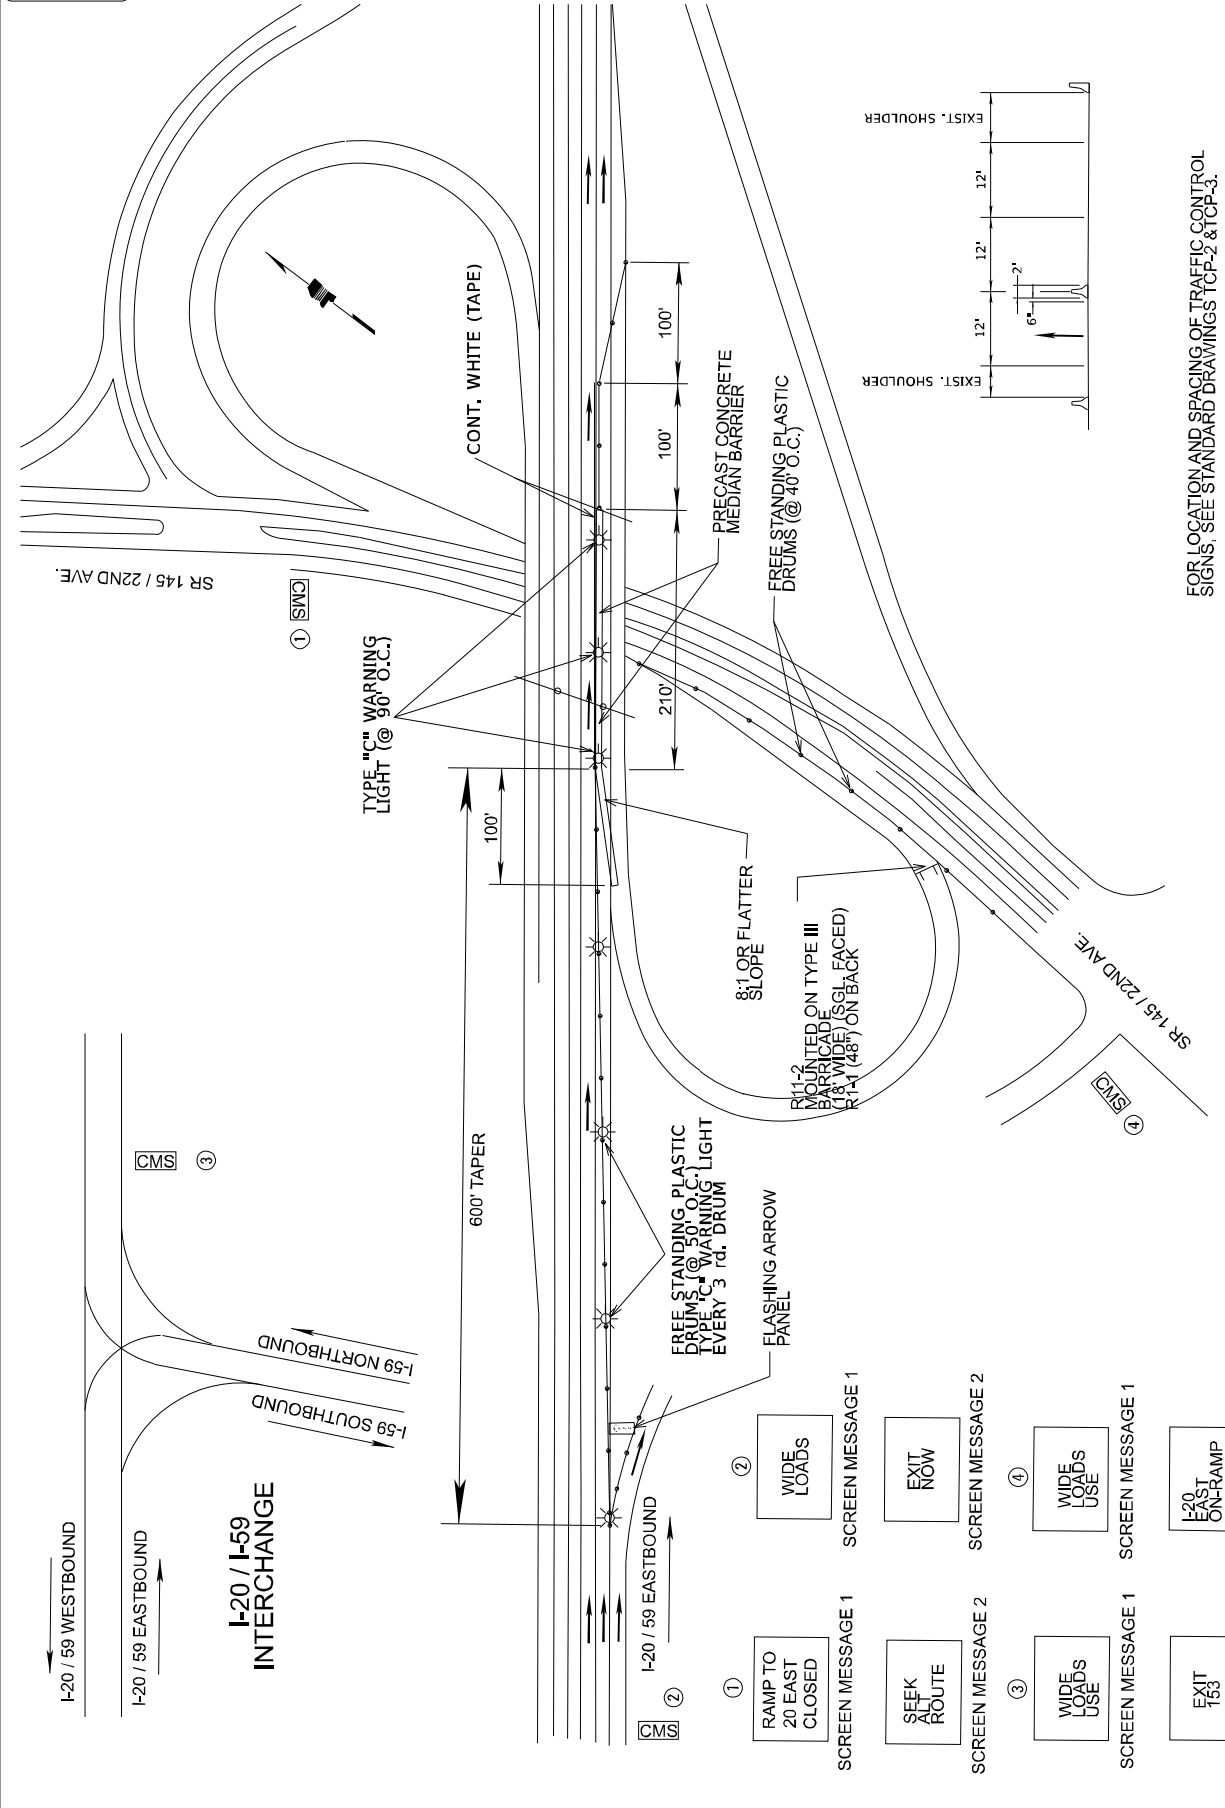 I-20 / 59 WESTBOUND
I-20 / 59 EASTBOUND
I-20 / I-59
INTERCHANGE
I-59 SOUTHBOUND
I-59 NORTHBOUND
CMS
3
SR 145 / 22ND AVE.
CMS
1
TYPE "C" WARNING
LIGHT (@ 90' O.C.)
CONT. WHITE (TAPE)
600' TAPER
100'
I-20 / 59 EASTBOUND
CMS
2
FREE STANDING PLASTIC
DRUMS (@ 50' O.C.)
TYPE "C" WARNING LIGHT
EVERY 3 rd. DRUM
FLASHING ARROW
PANEL
8:1 OR FLATTER
SLOPE
210'
100'
100'
PRECAST CONCRETE
MEDIAN BARRIER
FREE STANDING PLASTIC
DRUMS (@ 40' O.C.)
R11-2
MOUNTED ON TYPE III
BARRICADE
(18' WIDE) (SGL. FACED)
R1-1 (48") ON BACK
SR 145 / 22ND AVE.
CMS
4
EXIST. SHOULDER
12'
12'
12'
EXIST. SHOULDER
6"
2'
1
RAMP TO
20 EAST
CLOSED
SCREEN MESSAGE 1
SEEK
ALT
ROUTE
SCREEN MESSAGE 2
2
WIDE
LOADS
SCREEN MESSAGE 1
EXIT
NOW
SCREEN MESSAGE 2
3
WIDE
LOADS
USE
SCREEN MESSAGE 1
EXIT
153
4
WIDE
LOADS
USE
SCREEN MESSAGE 1
I-20
EAST
ON-RAMP
FOR LOCATION AND SPACING OF TRAFFIC CONTROL
SIGNS, SEE STANDARD DRAWINGS TCP-2 &TCP-3.